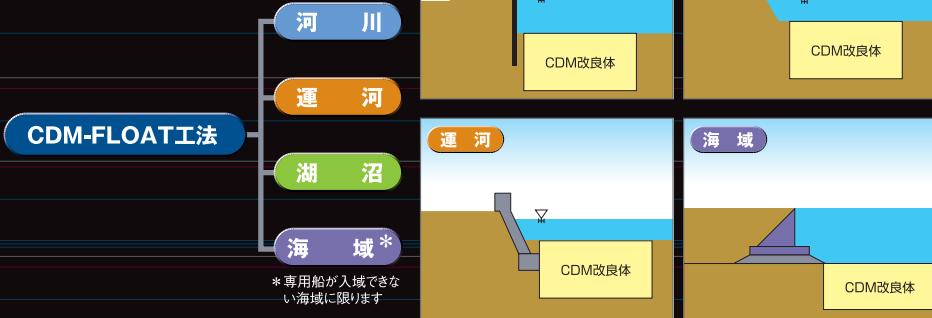 河 川
運 河
CDM-FLOAT工法
湖 沼
海 域*
*専用船が入域できな
い海域に限ります
CDM改良体
CDM改良体
運 河
CDM改良体
海 域
CDM改良体